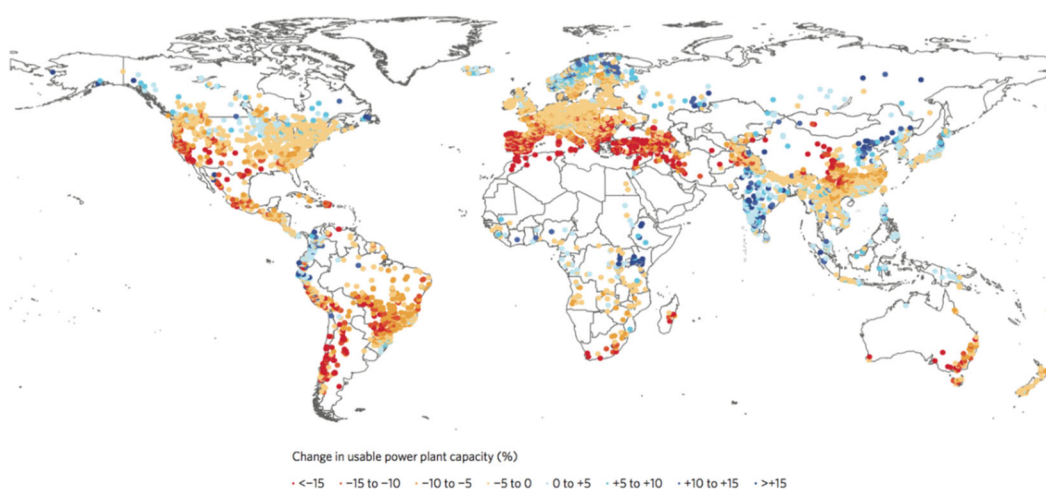 Change in usable power plant capacity (%)
<−15 −15 to −10 −10 to −5 −5 to 0 0 to +5 +5 to +10 +10 to +15 >+15